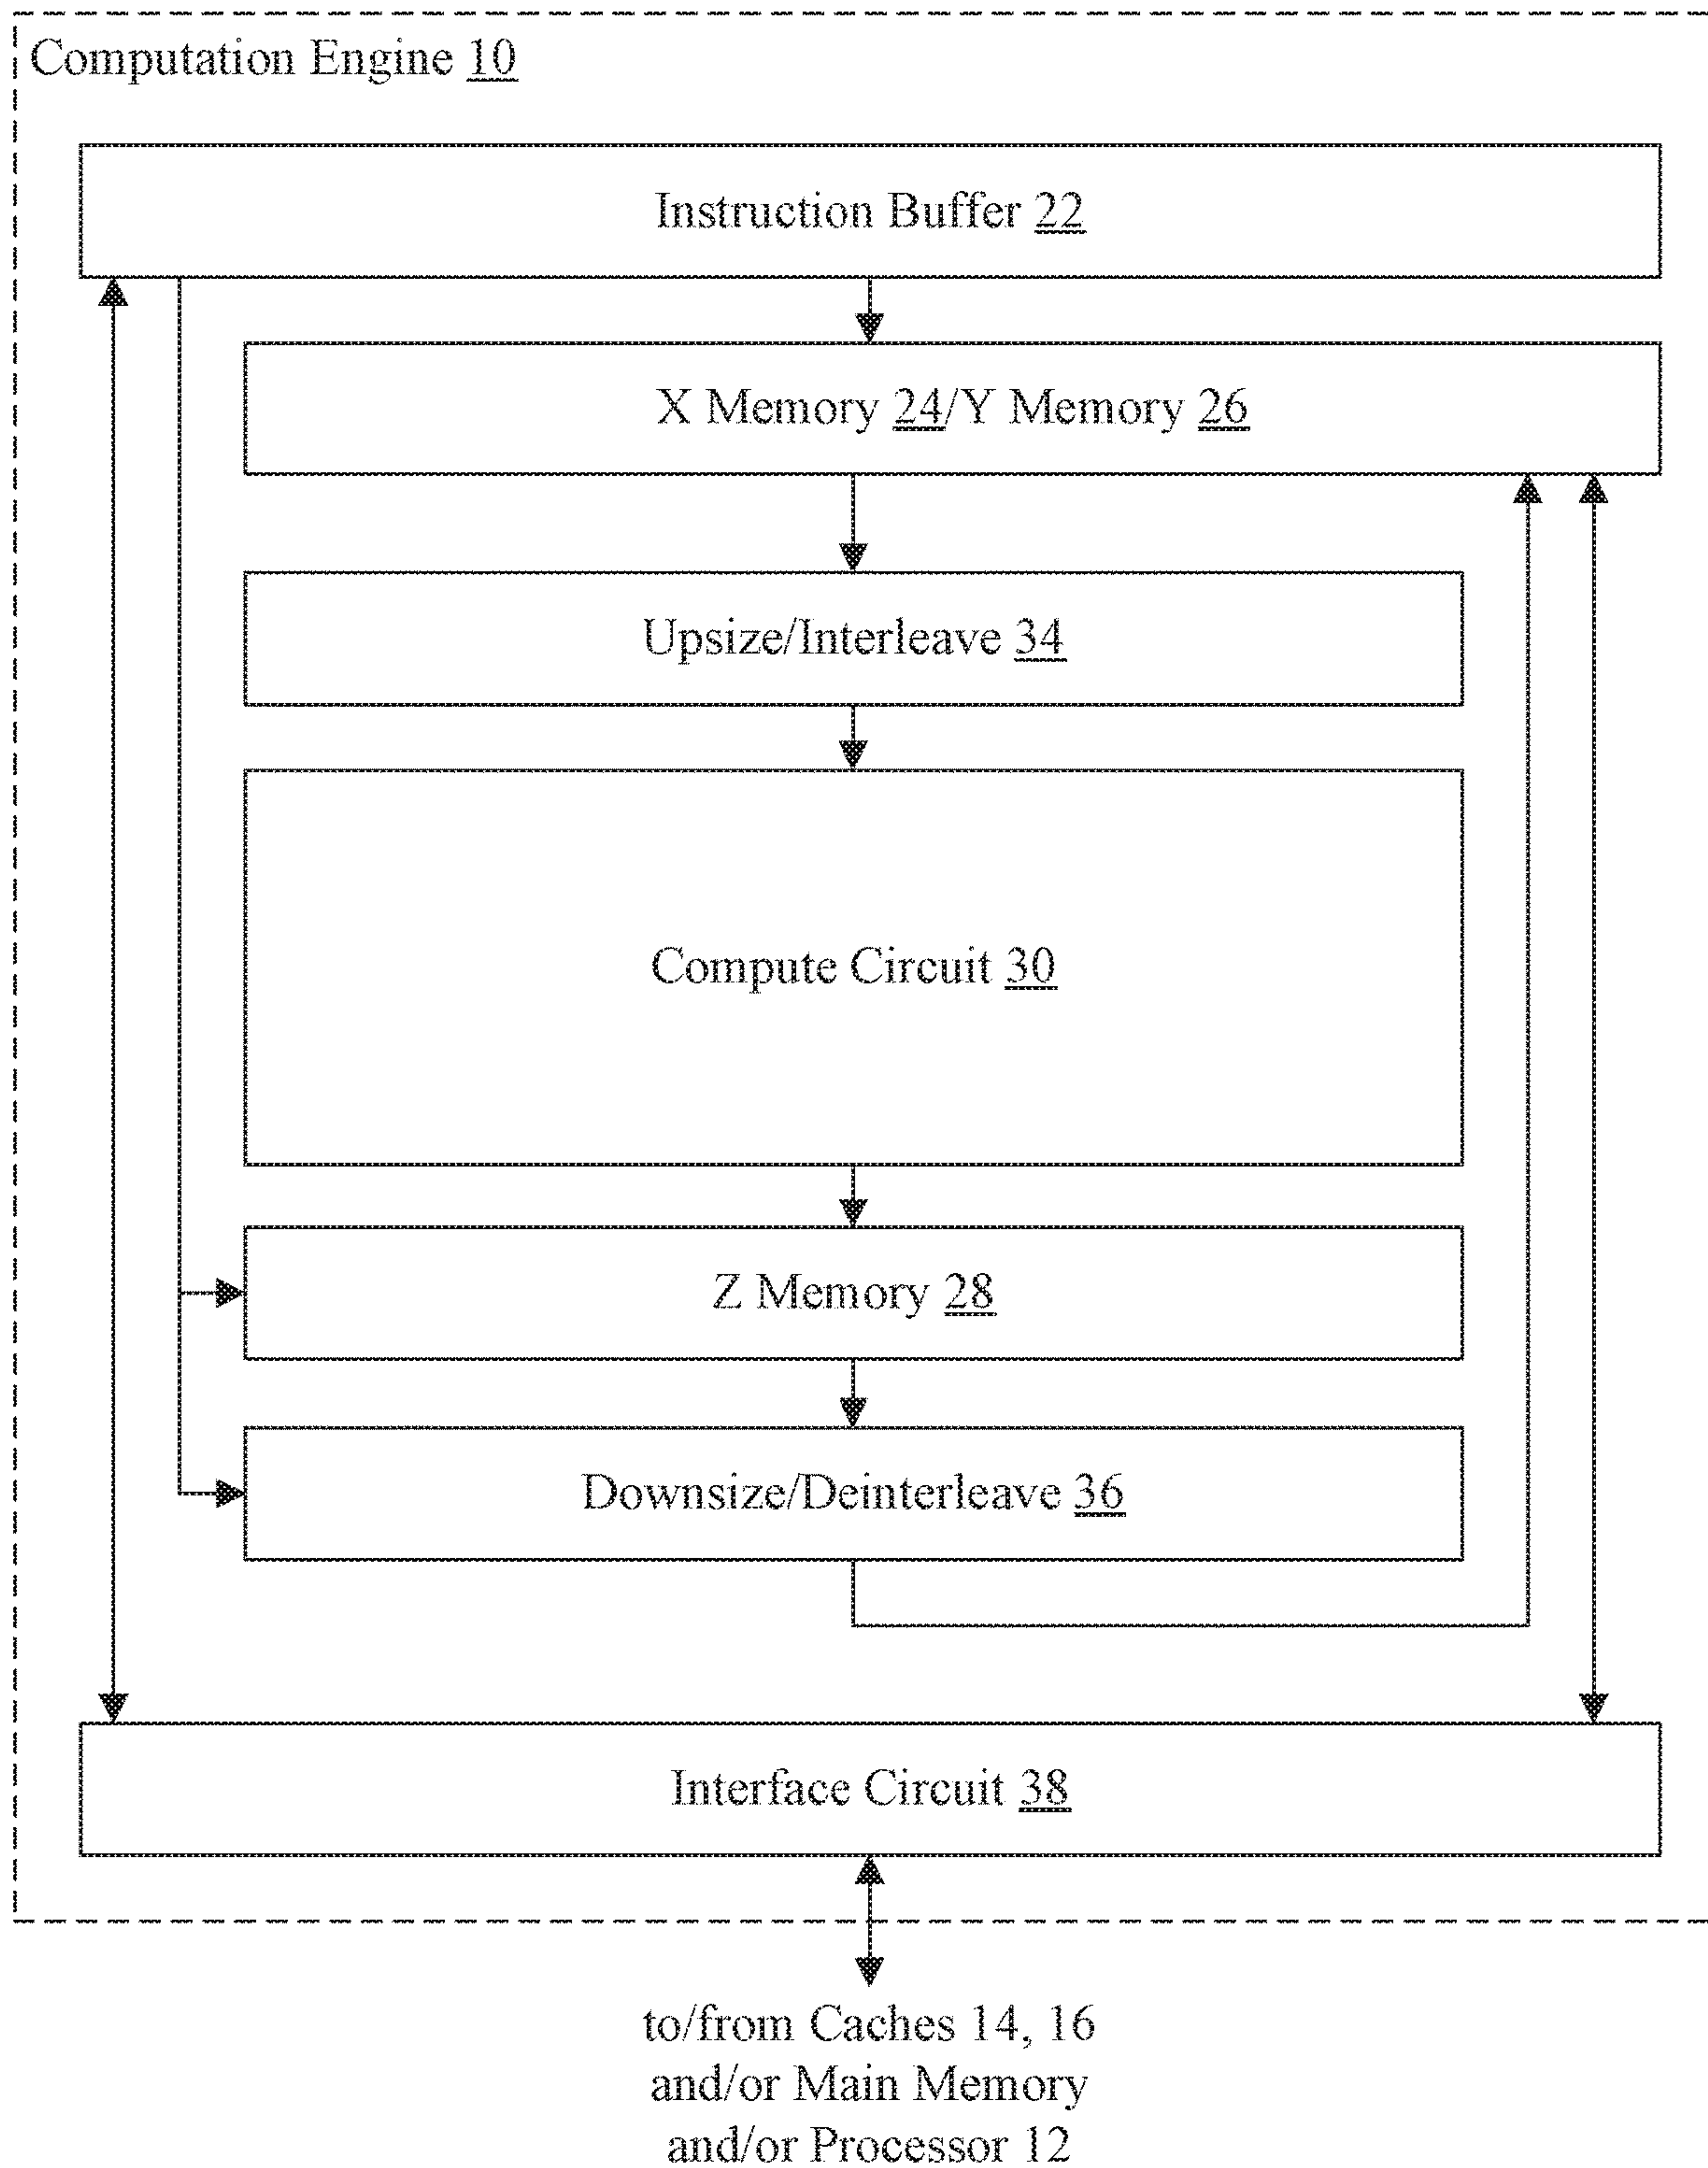 Computation Engine 10
Instruction Buffer 22
X Memory 24/Y Memory 26
Upsize/Interleave 34
Compute Circuit 30
Z Memory 28
Downsize/Deinterleave 36
Interface Circuit 38
to/from Caches 14, 16
and/or Main Memory
and/or Processor 12